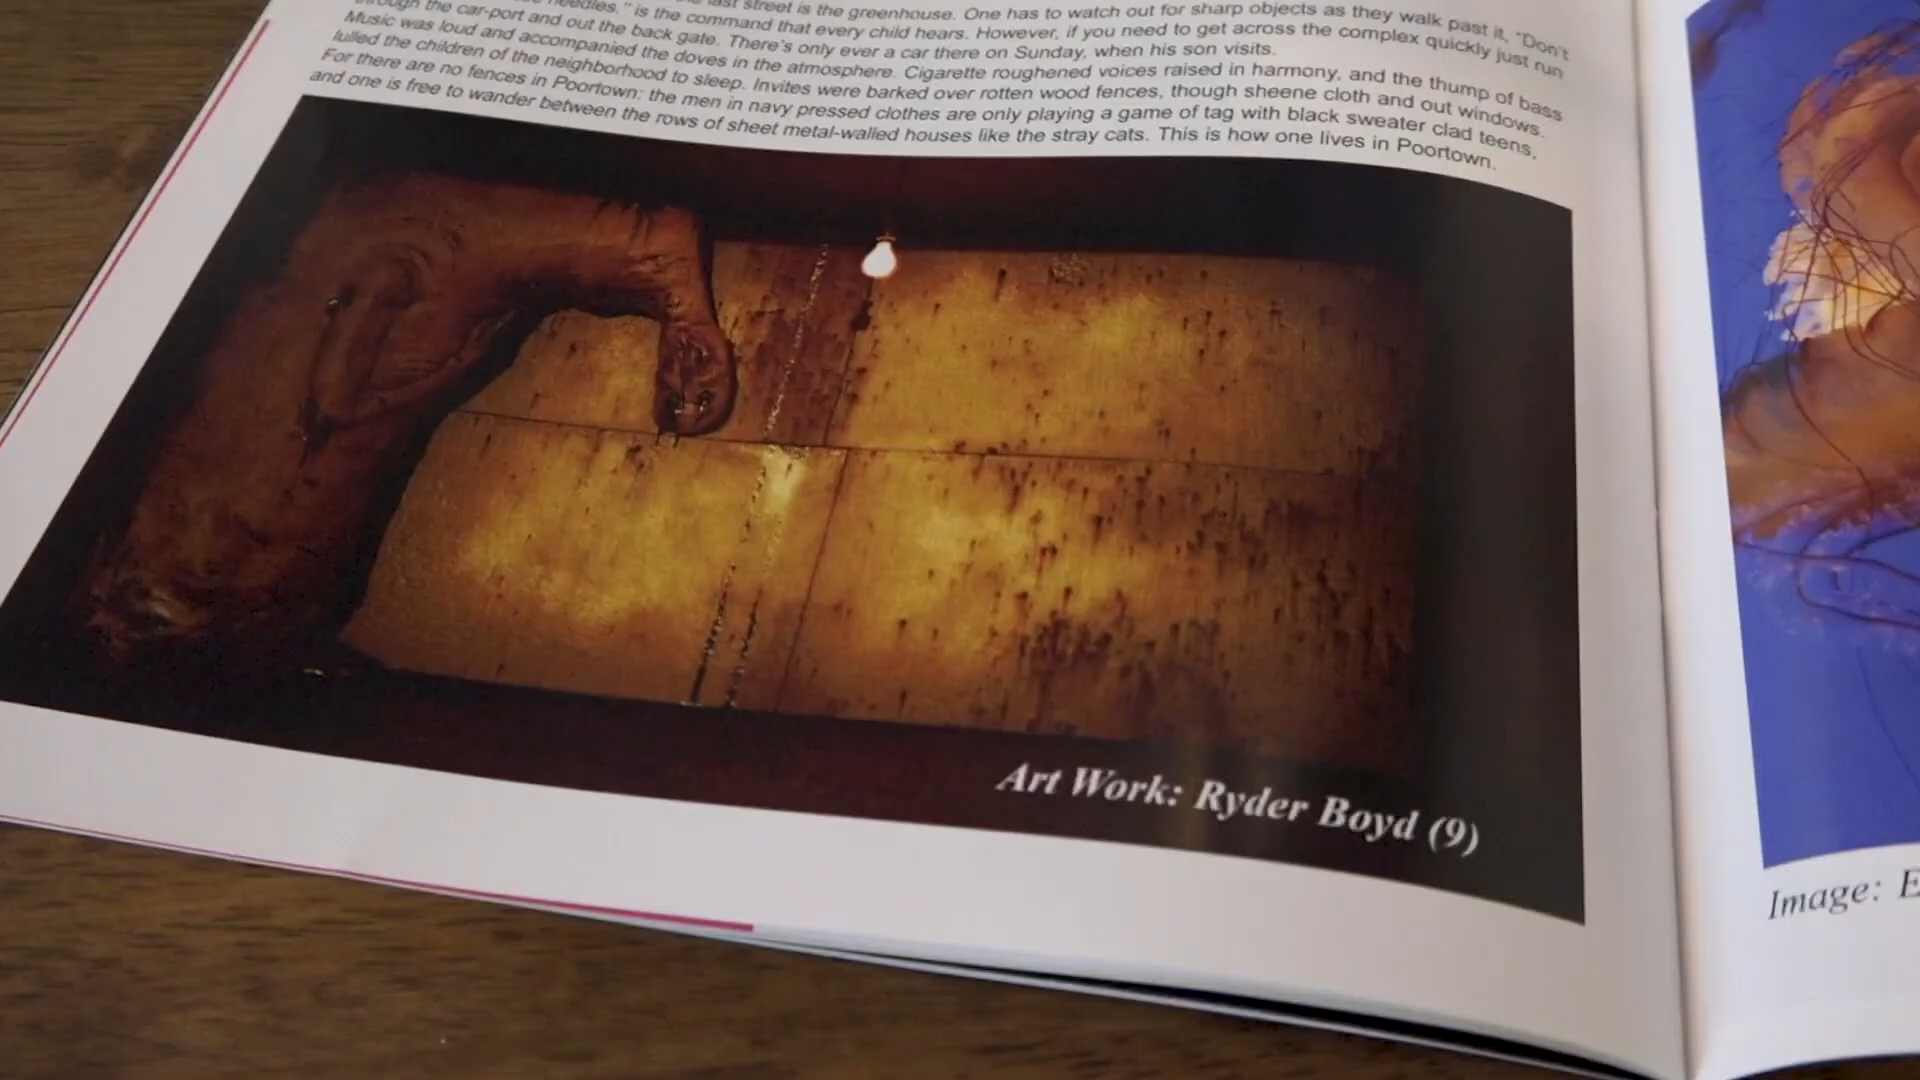 needles," is the command that every child hears. However, if you need to get across the complex quickly just run
last street is the greenhouse. One has to watch out for sharp objects as they walk past it, "Don't
through the car-port and out the back gate. There's only ever a car there on Sunday, when his son visits.
Music was loud and accompanied the doves in the atmosphere. Cigarette roughened voices raised in harmony, and the thump of bass
lulled the children of the neighborhood to sleep. Invites were barked over rotten wood fences, though sheene cloth and out windows.
For there are no fences in Poortown: the men in navy pressed clothes are only playing a game of tag with black sweater clad teens,
and one is free to wander between the rows of sheet metal-walled houses like the stray cats. This is how one lives in Poortown.
Art Work: Ryder Boyd (9)
Image: E